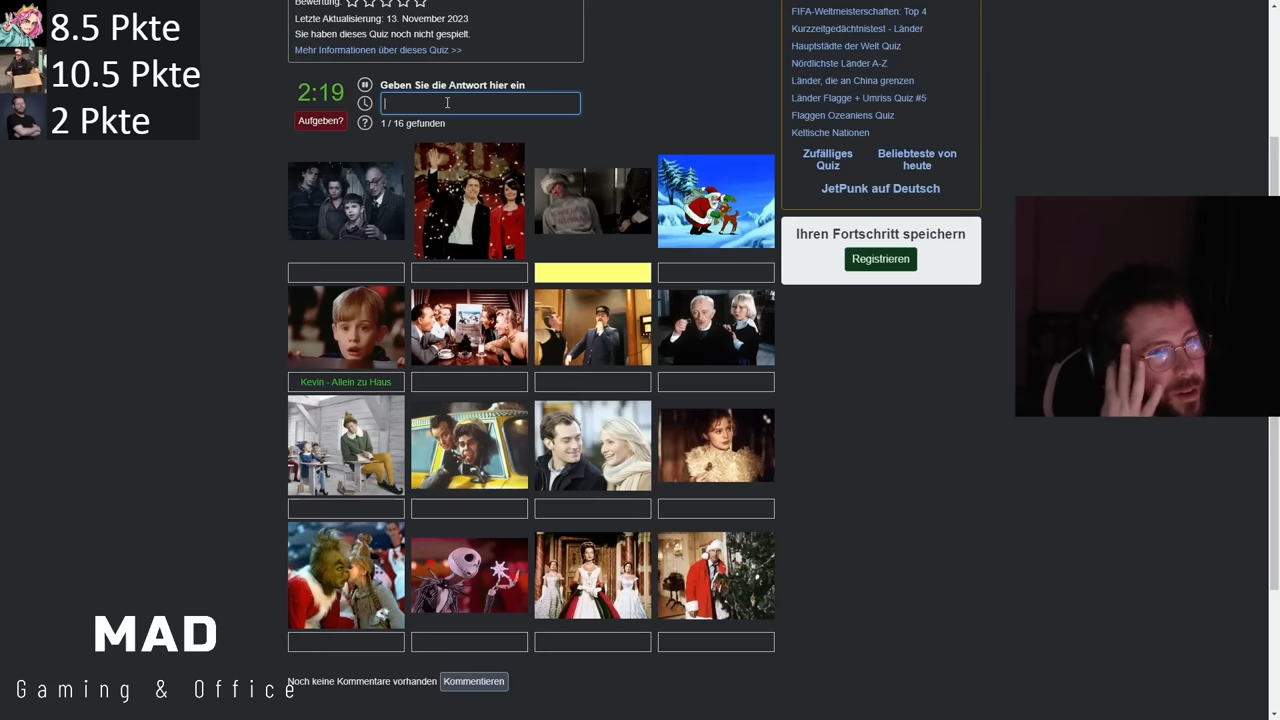 8.5 Pkte
10.5 Pkte
2 Pkte
Bewertung:
Letzte Aktualisierung: 13. November 2023
Sie haben dieses Quiz noch nicht gespielt.
Mehr Informationen über dieses Quiz >>
2:19
Aufgeben?
Geben Sie die Antwort hier ein
1 / 16 gefunden
Kevin - Allein zu Haus
Noch keine Kommentare vorhanden
Kommentieren
FIFA-Weltmeisterschaften: Top 4
Kurzzeitgedächtnistest - Länder
Hauptstädte der Welt Quiz
Nördlichste Länder A-Z
Länder, die an China grenzen
Länder Flagge + Umriss Quiz #5
Flaggen Ozeaniens Quiz
Keltische Nationen
Zufälliges Quiz
Beliebteste von heute
JetPunk auf Deutsch
Ihren Fortschritt speichern
Registrieren
MAD
Gaming & Office